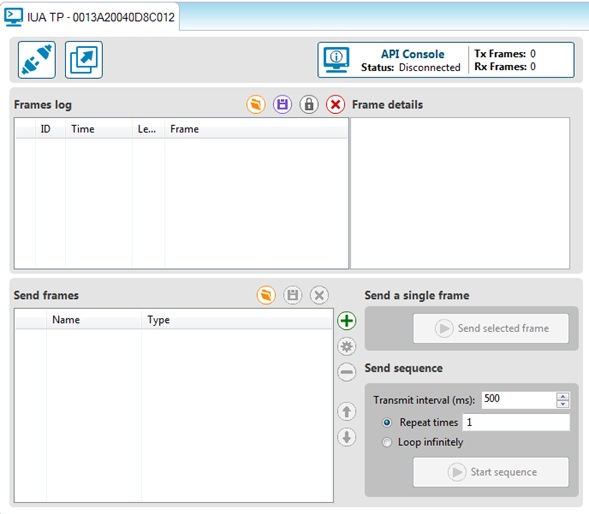 IUA TP - 0013A20040D8C012
API Console
Status: Disconnected
Tx Frames: 0
Rx Frames: 0
Frames log
Frame details
ID Time Le... Frame
Send frames
Name Type
Send a single frame
Send selected frame
Send sequence
Transmit interval (ms): 500
Repeat times 1
Loop infinitely
Start sequence